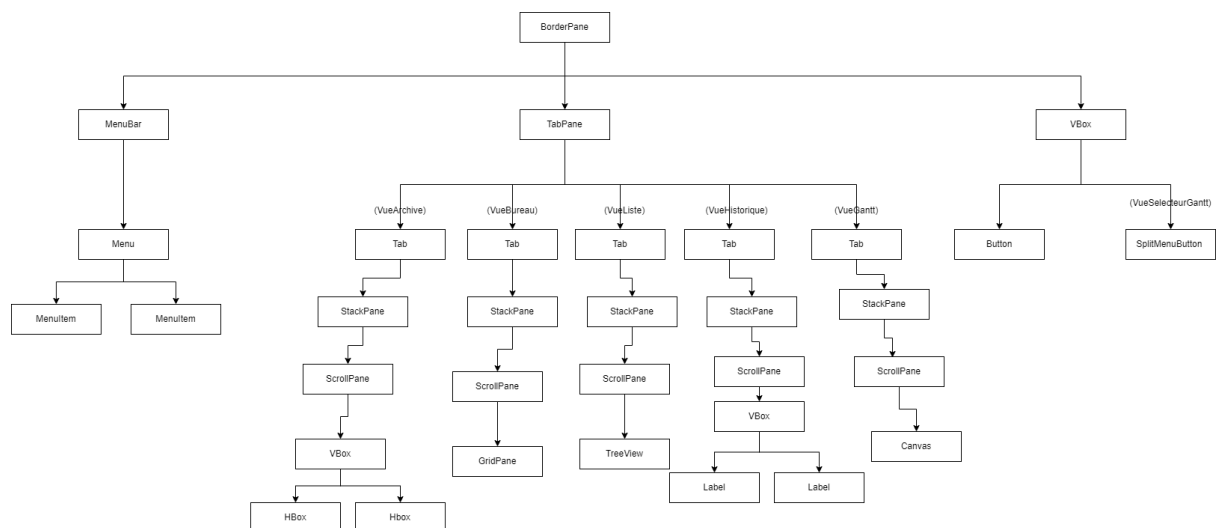 BorderPane
MenuBar
TabPane
VBox
(VueArchive)
(VueBureau)
(VueListe)
(VueHistorique)
(VueGantt)
(VueSelecteurGantt)
Menu
Tab
Tab
Tab
Tab
Tab
Button
SplitMenuButton
MenuItem
MenuItem
StackPane
StackPane
StackPane
StackPane
StackPane
ScrollPane
ScrollPane
ScrollPane
ScrollPane
ScrollPane
VBox
GridPane
TreeView
VBox
Canvas
HBox
Hbox
Label
Label